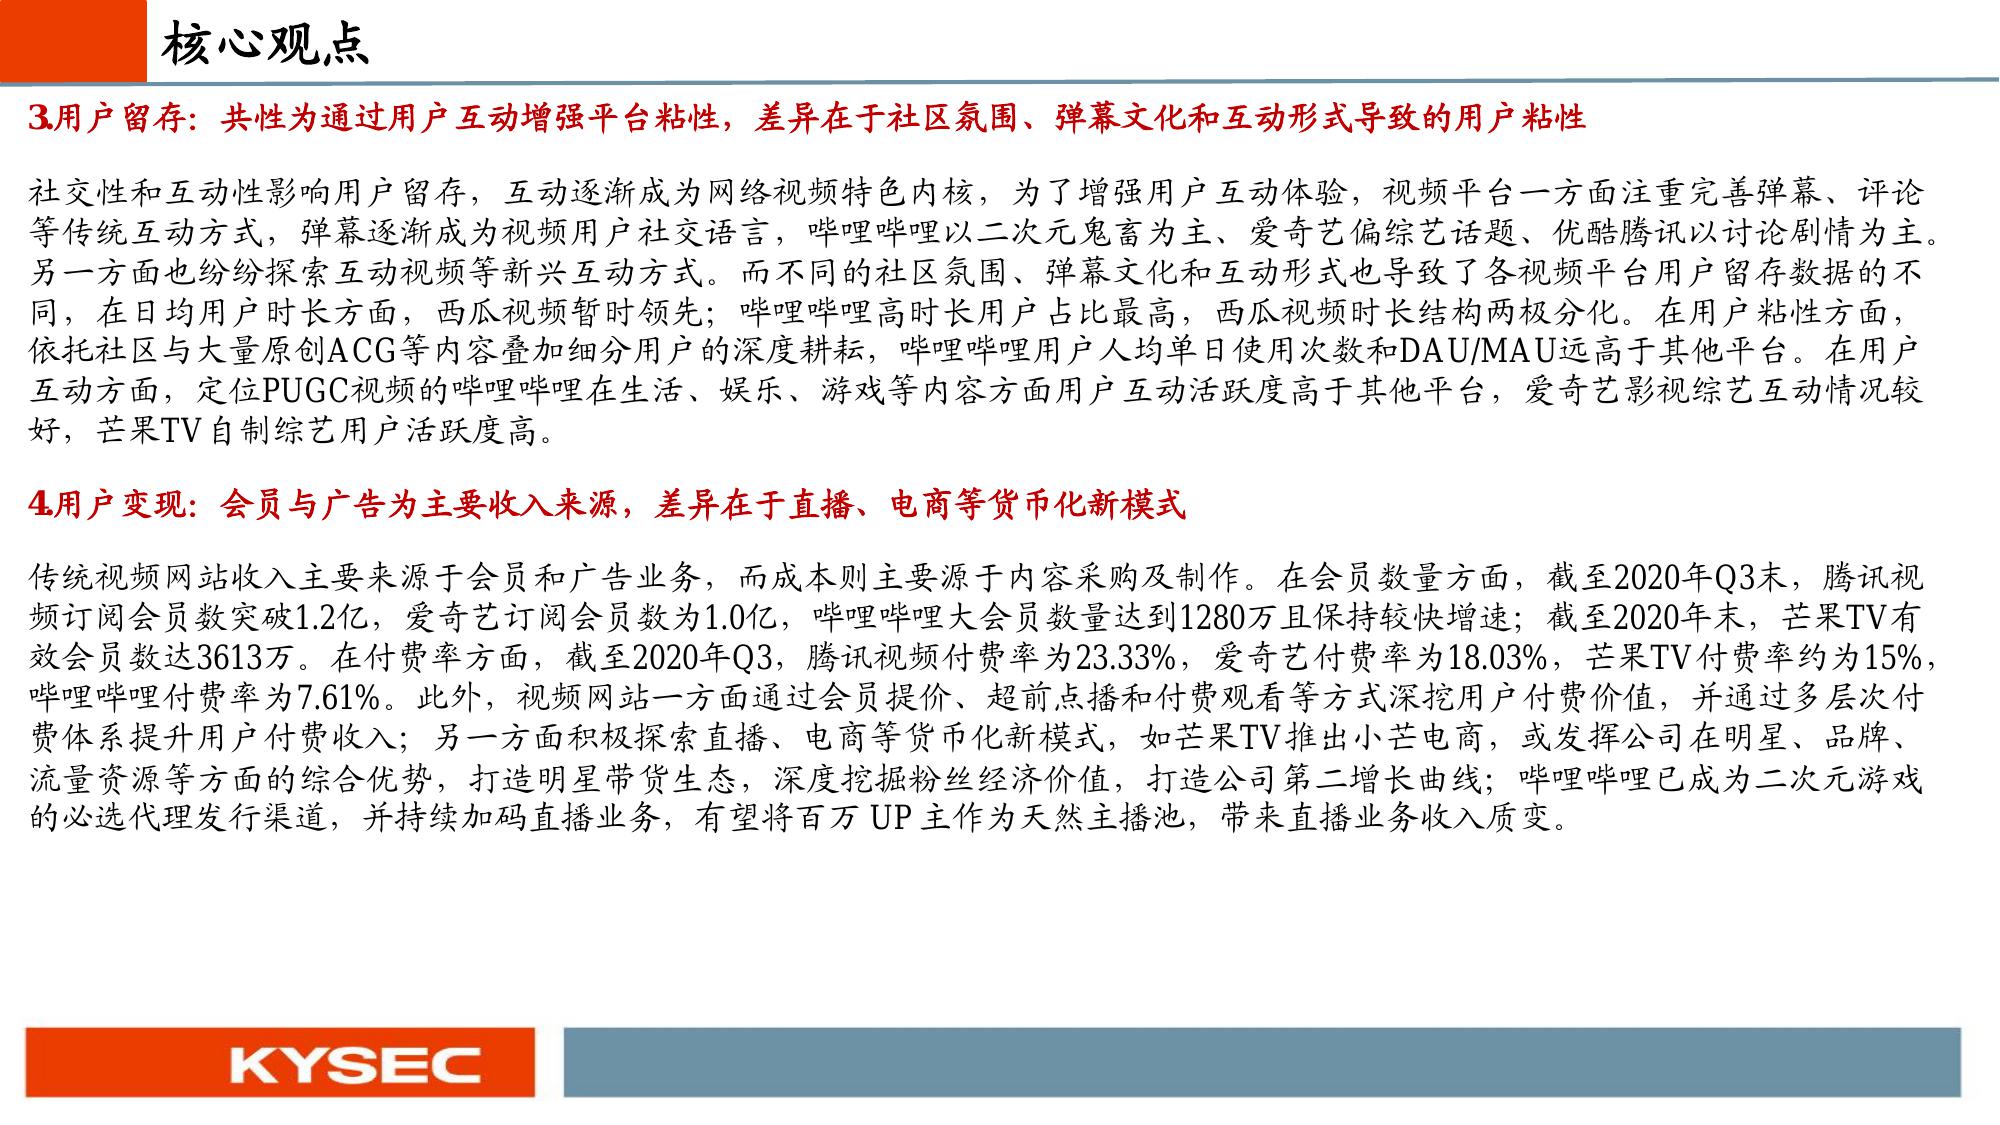 核心观点
3.用户留存：共性为通过用户互动增强平台粘性，差异在于社区氛围、弹幕文化和互动形式导致的用户粘性
社交性和互动性影响用户留存，互动逐渐成为网络视频特色内核，为了增强用户互动体验，视频平台一方面注重完善弹幕、评论
等传统互动方式，弹幕逐渐成为视频用户社交语言，哔哩哔哩以二次元鬼畜为主、爱奇艺偏综艺话题、优酷腾讯以讨论剧情为主。
另一方面也纷纷探索互动视频等新兴互动方式。而不同的社区氛围、弹幕文化和互动形式也导致了各视频平台用户留存数据的不
同，在日均用户时长方面，西瓜视频暂时领先；哔哩哔哩高时长用户占比最高，西瓜视频时长结构两极分化。在用户粘性方面，
依托社区与大量原创ACG等内容叠加细分用户的深度耕耘，哔哩哔哩用户人均单日使用次数和DAU/MAU远高于其他平台。在用户
互动方面，定位PUGC视频的哔哩哔哩在生活、娱乐、游戏等内容方面用户互动活跃度高于其他平台，爱奇艺影视综艺互动情况较
好，芒果TV自制综艺用户活跃度高。
4.用户变现：会员与广告为主要收入来源，差异在于直播、电商等货币化新模式
传统视频网站收入主要来源于会员和广告业务，而成本则主要源于内容采购及制作。在会员数量方面，截至2020年Q3末，腾讯视
频订阅会员数突破1.2亿，爱奇艺订阅会员数为1.0亿，哔哩哔哩大会员数量达到1280万且保持较快增速；截至2020年末，芒果TV有
效会员数达3613万。在付费率方面，截至2020年Q3，腾讯视频付费率为23.33%，爱奇艺付费率为18.03%，芒果TV付费率约为15%，
哔哩哔哩付费率为7.61%。此外，视频网站一方面通过会员提价、超前点播和付费观看等方式深挖用户付费价值，并通过多层次付
费体系提升用户付费收入；另一方面积极探索直播、电商等货币化新模式，如芒果TV推出小芒电商，或发挥公司在明星、品牌、
流量资源等方面的综合优势，打造明星带货生态，深度挖掘粉丝经济价值，打造公司第二增长曲线；哔哩哔哩已成为二次元游戏
的必选代理发行渠道，并持续加码直播业务，有望将百万 UP 主作为天然主播池，带来直播业务收入质变。
KYSEC